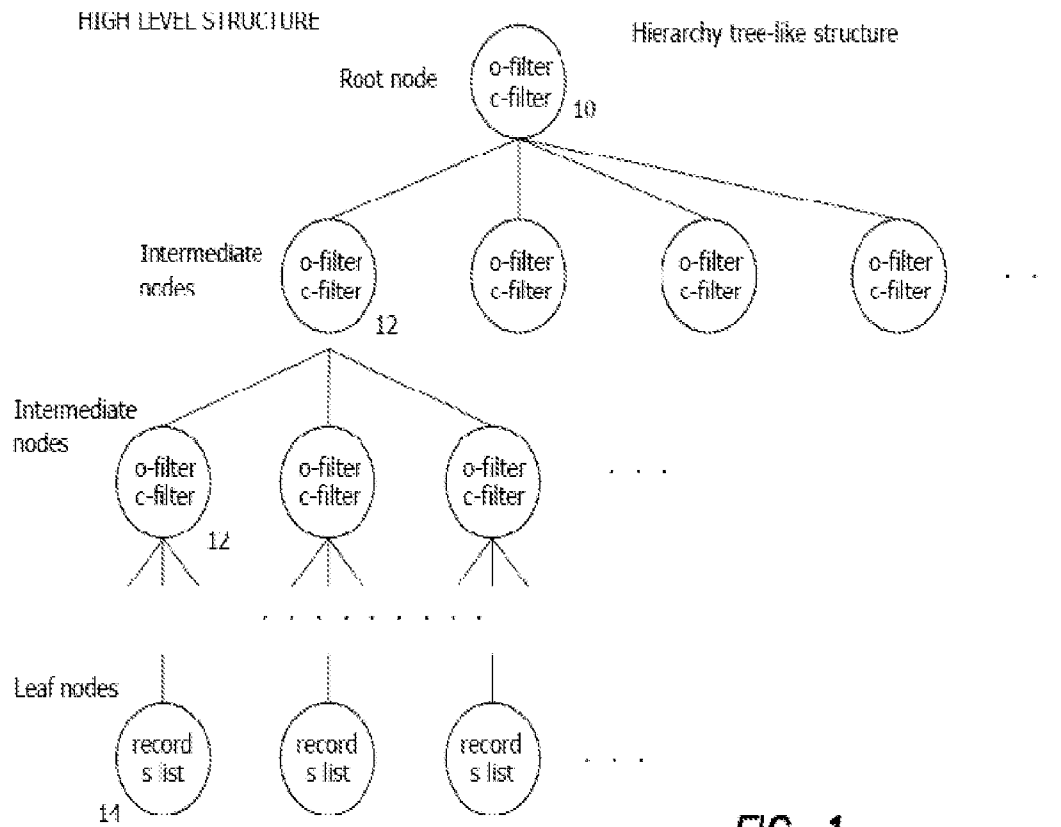 HIGH LEVEL STRUCTURE
Hierarchy tree-like structure
Root node
o-filter
c-filter
10
Intermediate
nodes
o-filter
c-filter
12
o-filter
c-filter
o-filter
c-filter
o-filter
c-filter
. .
Intermediate
nodes
o-filter
c-filter
12
o-filter
c-filter
o-filter
c-filter
. . .
. . . . . . . . .
Leaf nodes
record
s list
14
record
s list
record
s list
. . .
FIG. 1